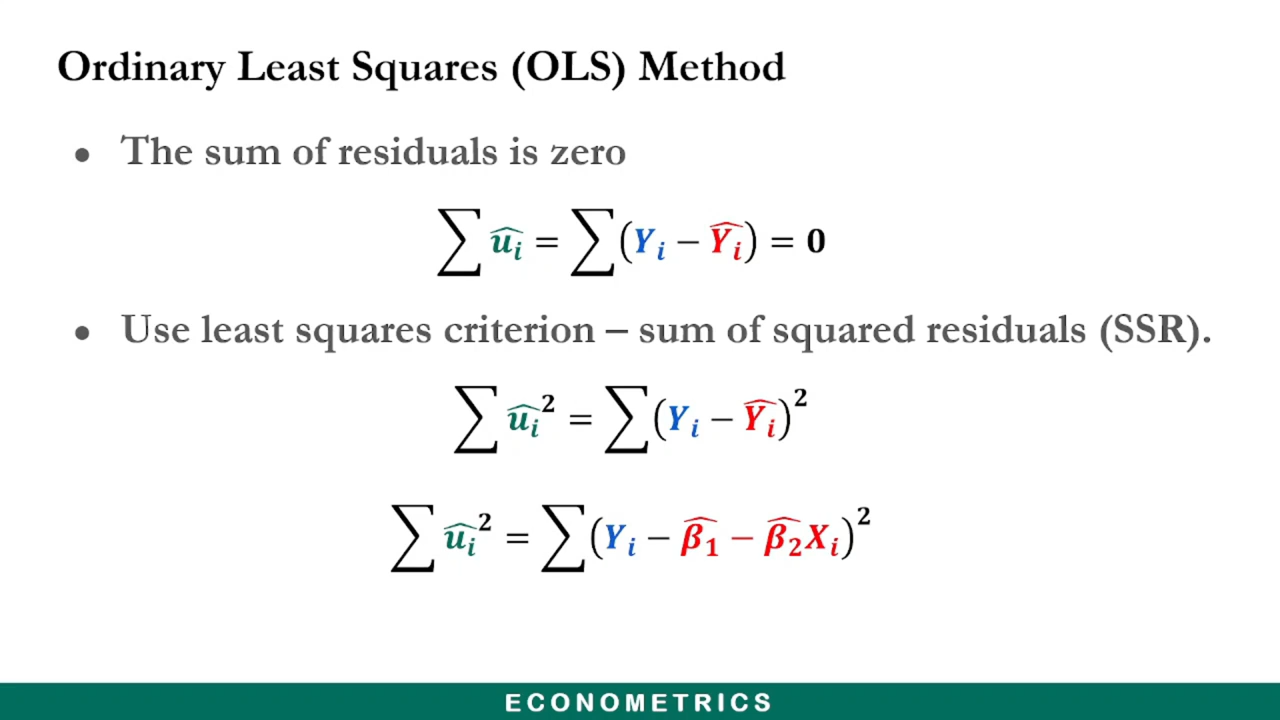 Ordinary Least Squares (OLS) Method
• The sum of residuals is zero
∑ûᵢ = ∑(Yᵢ − Ŷᵢ) = 0
• Use least squares criterion – sum of squared residuals (SSR).
∑ûᵢ² = ∑(Yᵢ − Ŷᵢ)²
∑ûᵢ² = ∑(Yᵢ − β̂₁ − β̂₂Xᵢ)²
ECONOMETRICS